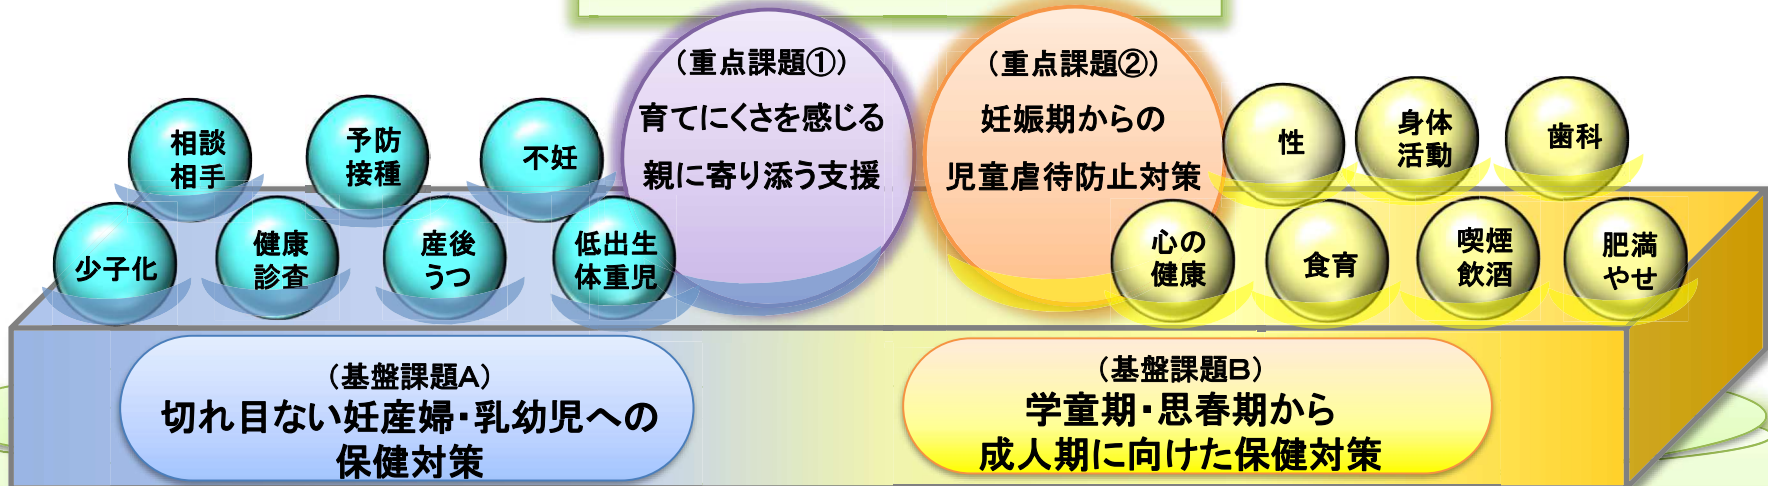 （重点課題①）
育てにくさを感じる
親に寄り添う支援
（重点課題②）
妊娠期からの
児童虐待防止対策
相談
相手
予防
接種
不妊
少子化
健康
診査
産後
うつ
低出生
体重児
性
身体
活動
歯科
心の
健康
食育
喫煙
飲酒
肥満
やせ
（基盤課題Ａ）
切れ目ない妊産婦・乳幼児への
保健対策
（基盤課題Ｂ）
学童期・思春期から
成人期に向けた保健対策